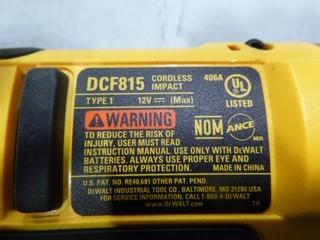 DCF815 CORDLESS IMPACT 406A
UL
LISTED
TYPE 1 12V ⎓ (Max)
WARNING
NOM ANCE MR
TO REDUCE THE RISK OF
INJURY, USER MUST READ
INSTRUCTION MANUAL. USE ONLY WITH DEWALT
BATTERIES. ALWAYS USE PROPER EYE AND
RESPIRATORY PROTECTION. MADE IN CHINA
U.S. PAT. NO. RE40,681 OTHER PAT. PEND.
DEWALT INDUSTRIAL TOOL CO., BALTIMORE, MD 21286 USA
FOR SERVICE INFORMATION, CALL 1-800-4-DEWALT
www.DEWALT.com TP